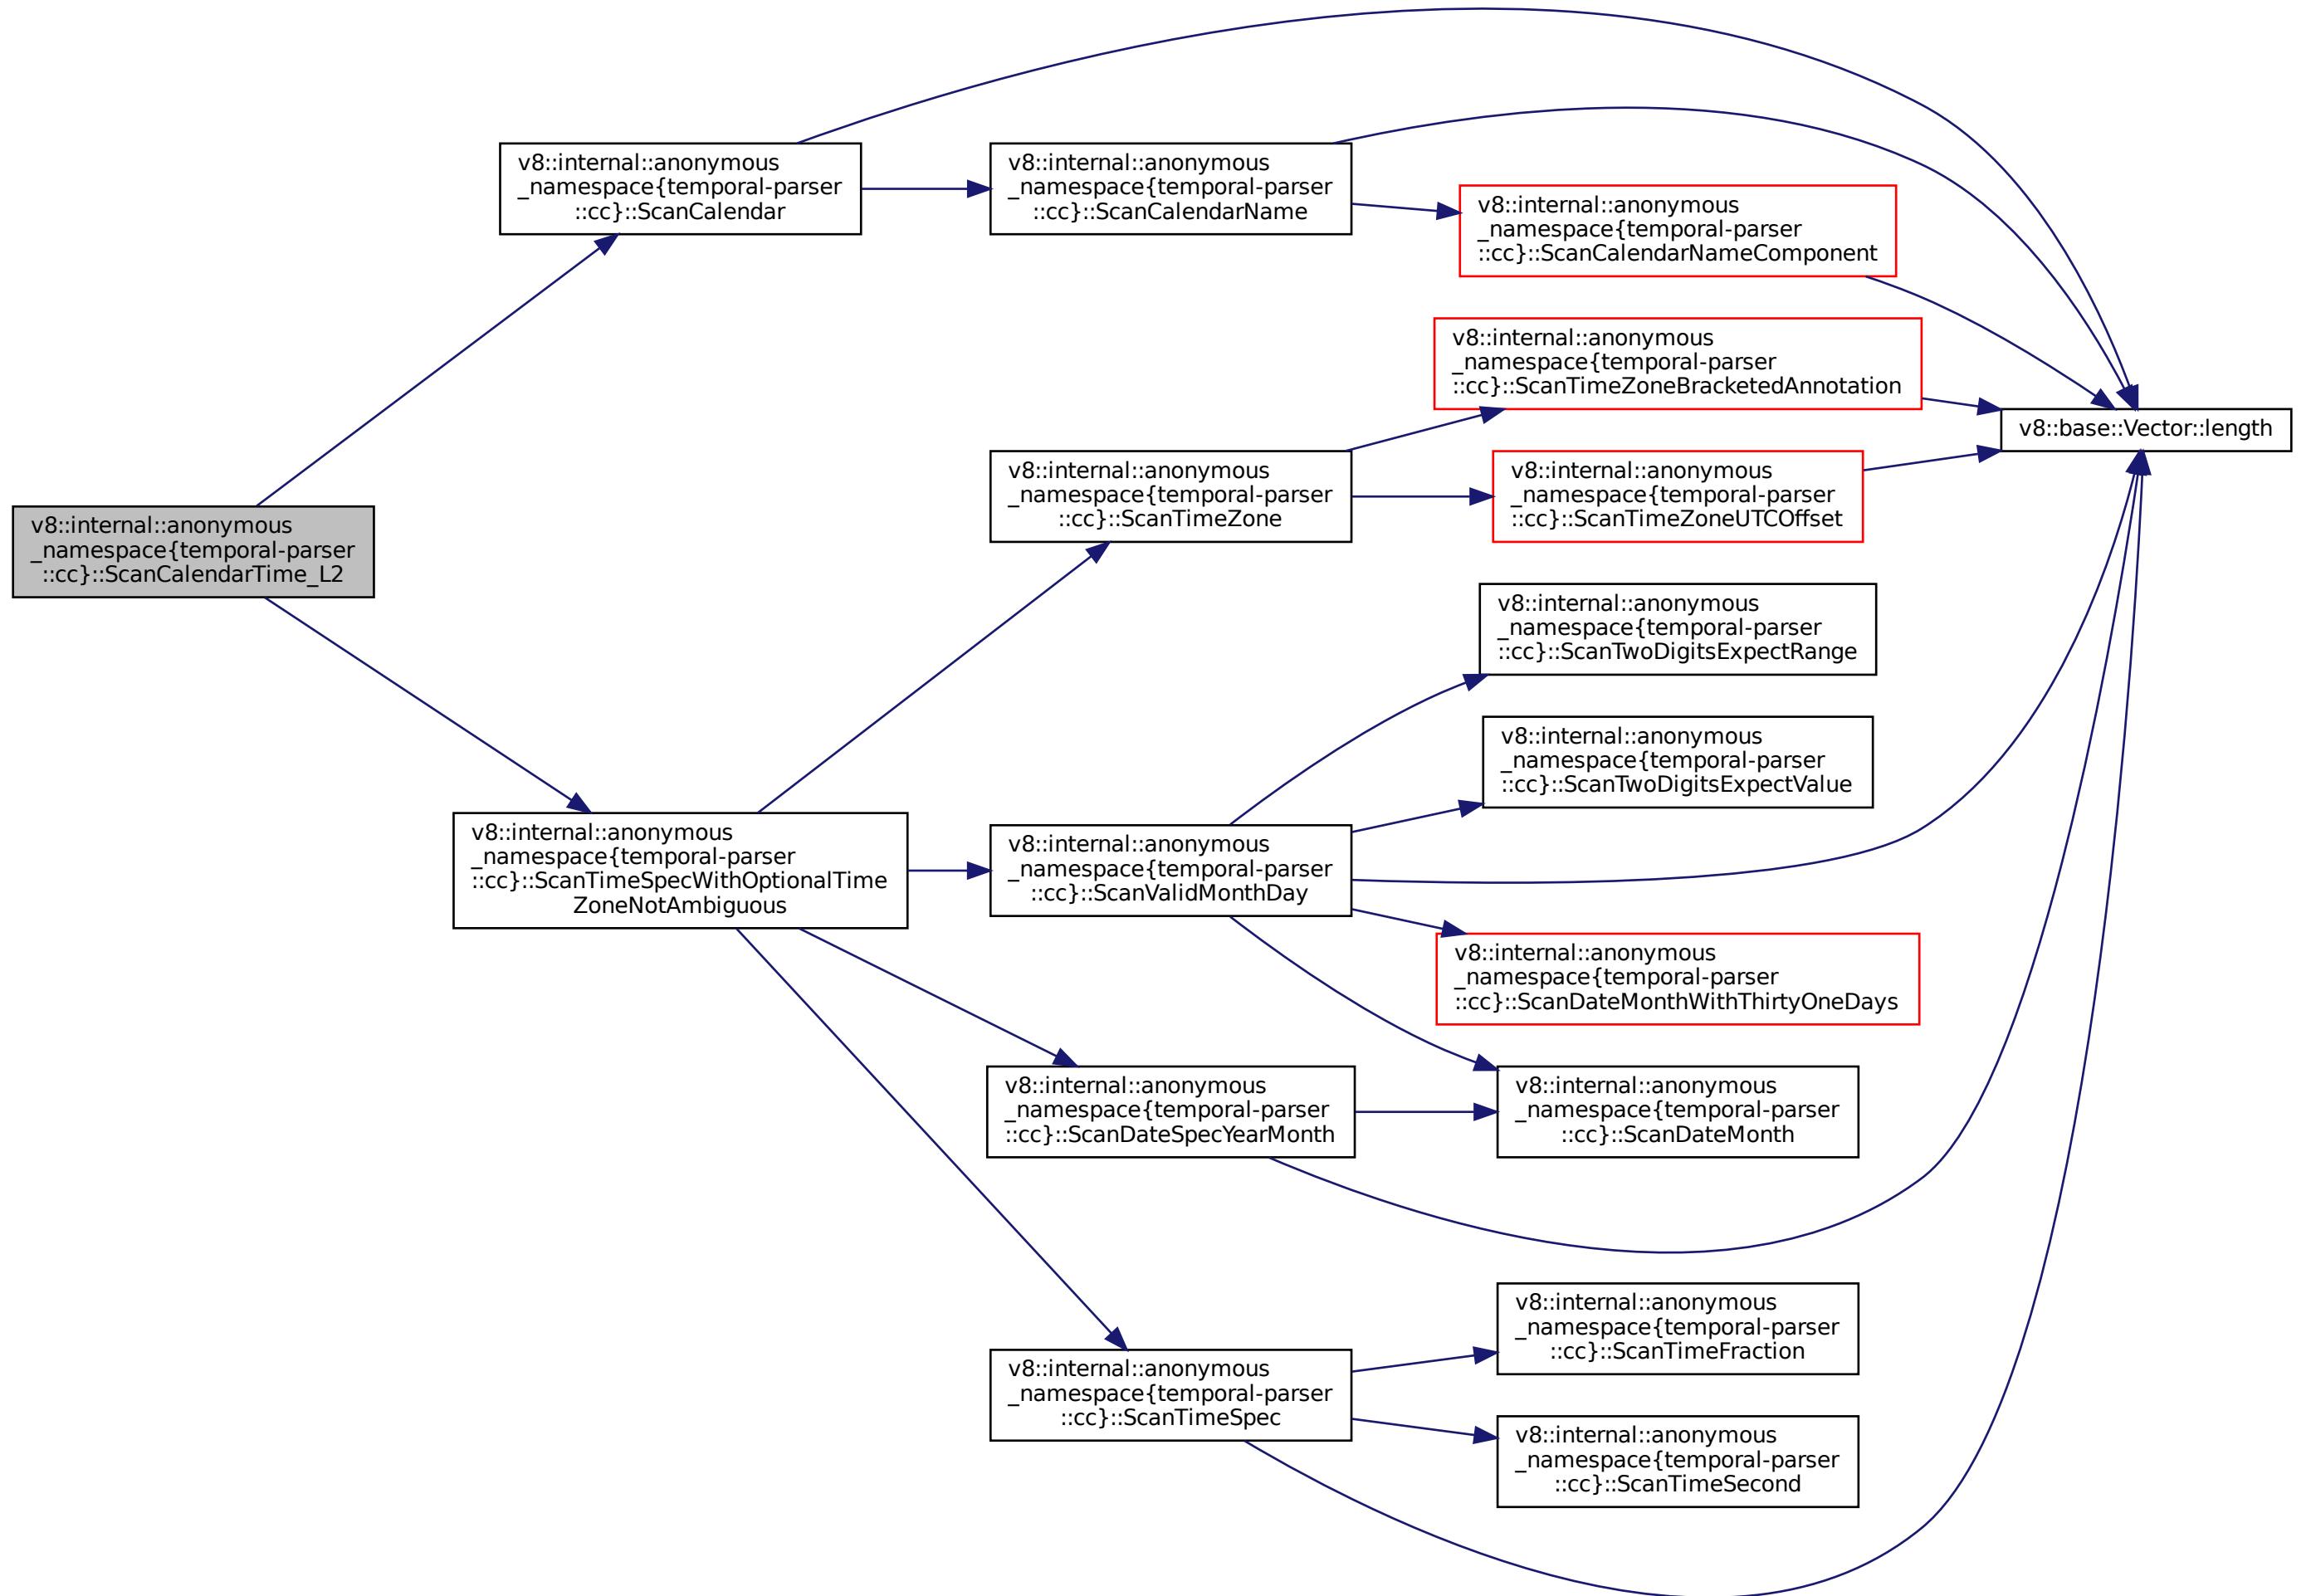 v8::internal::anonymous
_namespace{temporal-parser
::cc}::ScanCalendarTime_L2
v8::internal::anonymous
_namespace{temporal-parser
::cc}::ScanCalendar
v8::internal::anonymous
_namespace{temporal-parser
::cc}::ScanTimeSpecWithOptionalTime
ZoneNotAmbiguous
v8::internal::anonymous
_namespace{temporal-parser
::cc}::ScanCalendarName
v8::internal::anonymous
_namespace{temporal-parser
::cc}::ScanTimeZone
v8::internal::anonymous
_namespace{temporal-parser
::cc}::ScanValidMonthDay
v8::internal::anonymous
_namespace{temporal-parser
::cc}::ScanDateSpecYearMonth
v8::internal::anonymous
_namespace{temporal-parser
::cc}::ScanTimeSpec
v8::internal::anonymous
_namespace{temporal-parser
::cc}::ScanCalendarNameComponent
v8::internal::anonymous
_namespace{temporal-parser
::cc}::ScanTimeZoneBracketedAnnotation
v8::internal::anonymous
_namespace{temporal-parser
::cc}::ScanTimeZoneUTCOffset
v8::internal::anonymous
_namespace{temporal-parser
::cc}::ScanTwoDigitsExpectRange
v8::internal::anonymous
_namespace{temporal-parser
::cc}::ScanTwoDigitsExpectValue
v8::internal::anonymous
_namespace{temporal-parser
::cc}::ScanDateMonthWithThirtyOneDays
v8::internal::anonymous
_namespace{temporal-parser
::cc}::ScanDateMonth
v8::internal::anonymous
_namespace{temporal-parser
::cc}::ScanTimeFraction
v8::internal::anonymous
_namespace{temporal-parser
::cc}::ScanTimeSecond
v8::base::Vector::length